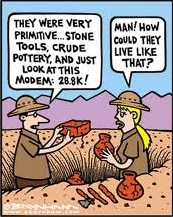 THEY WERE VERY
PRIMITIVE...STONE
TOOLS, CRUDE
POTTERY, AND JUST
LOOK AT THIS
MODEM: 28.8K!
MAN! HOW
COULD THEY
LIVE LIKE
THAT?